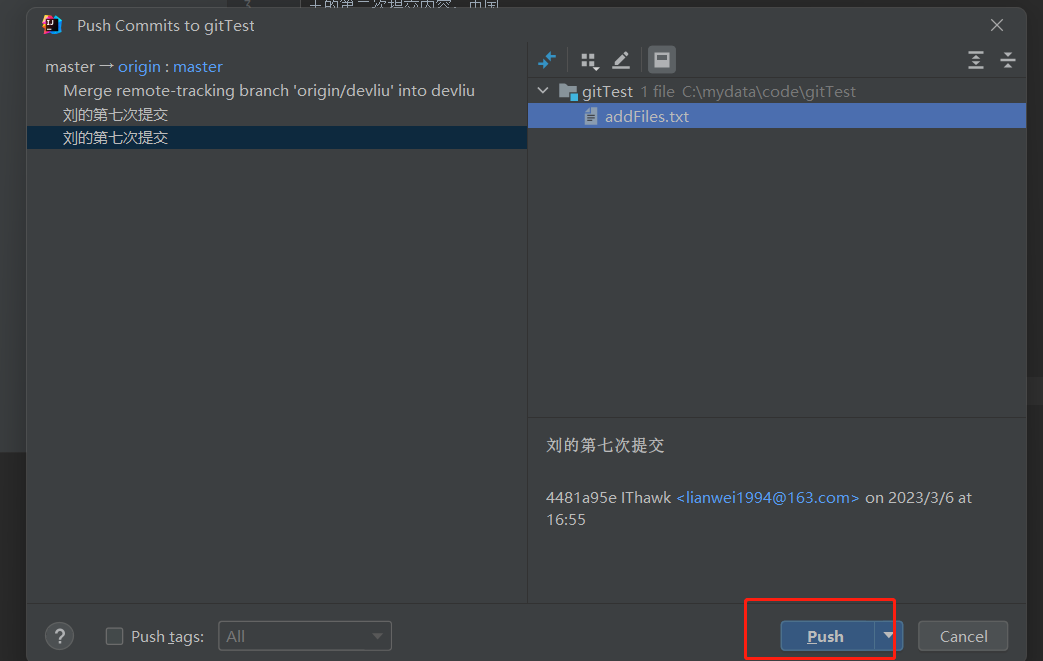 Push Commits to gitTest
master → origin : master
Merge remote-tracking branch 'origin/devliu' into devliu
刘的第七次提交
刘的第七次提交
gitTest 1 file C:\mydata\code\gitTest
addFiles.txt
刘的第七次提交
4481a95e IThawk <lianwei1994@163.com> on 2023/3/6 at
16:55
? Push tags: All Push Cancel